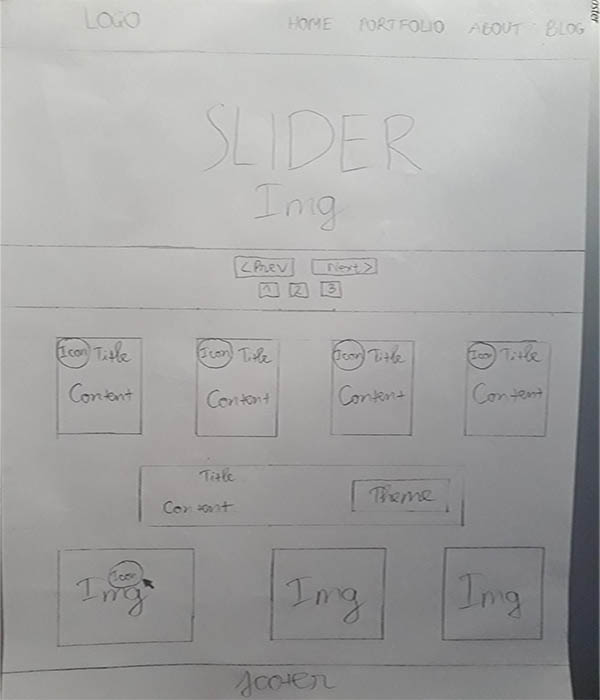 LOGO HOME PORTFOLIO ABOUT BLOG
SLIDER
Img
<Prev Next>
1 2 3
Icon Title Icon Title Icon Title Icon Title
Content Content Content Content
Title
Content Theme
Icon
Img Img Img
footer